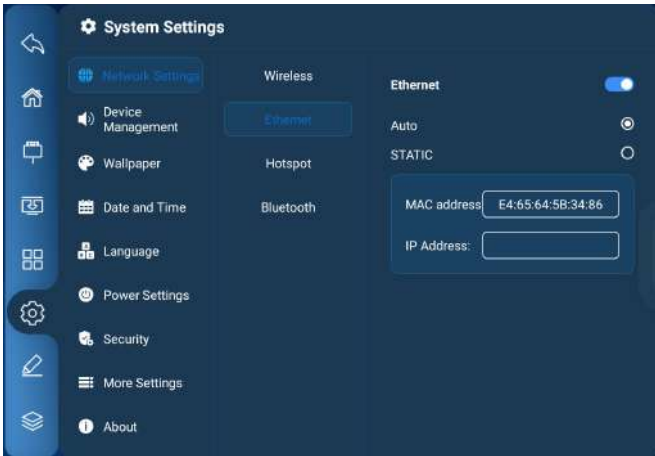 System Settings
Network Settings
Device
Management
Wallpaper
Date and Time
Language
Power Settings
Security
More Settings
About
Wireless
Ethernet
Hotspot
Bluetooth
Ethernet
Auto
STATIC
MAC address
E4:65:64:5B:34:86
IP Address: